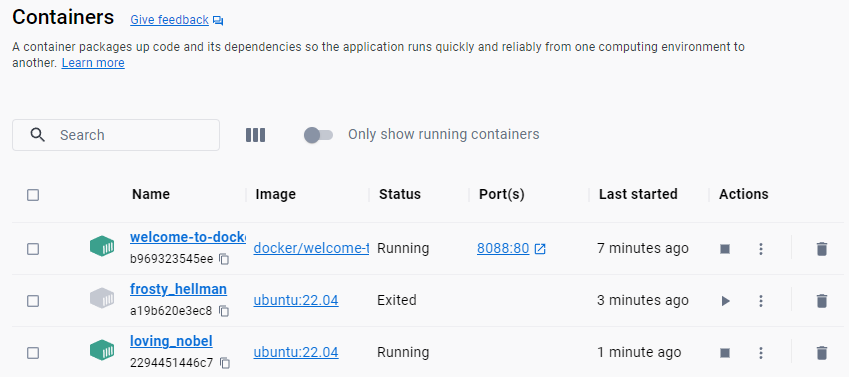 Containers Give feedback
A container packages up code and its dependencies so the application runs quickly and reliably from one computing environment to
another. Learn more
Search Only show running containers
Name Image Status Port(s) Last started Actions
welcome-to-docke docker/welcome-t Running 8088:80 7 minutes ago
b969323545ee
frosty_hellman ubuntu:22.04 Exited 3 minutes ago
a19b620e3ec8
loving_nobel ubuntu:22.04 Running 1 minute ago
2294451446c7